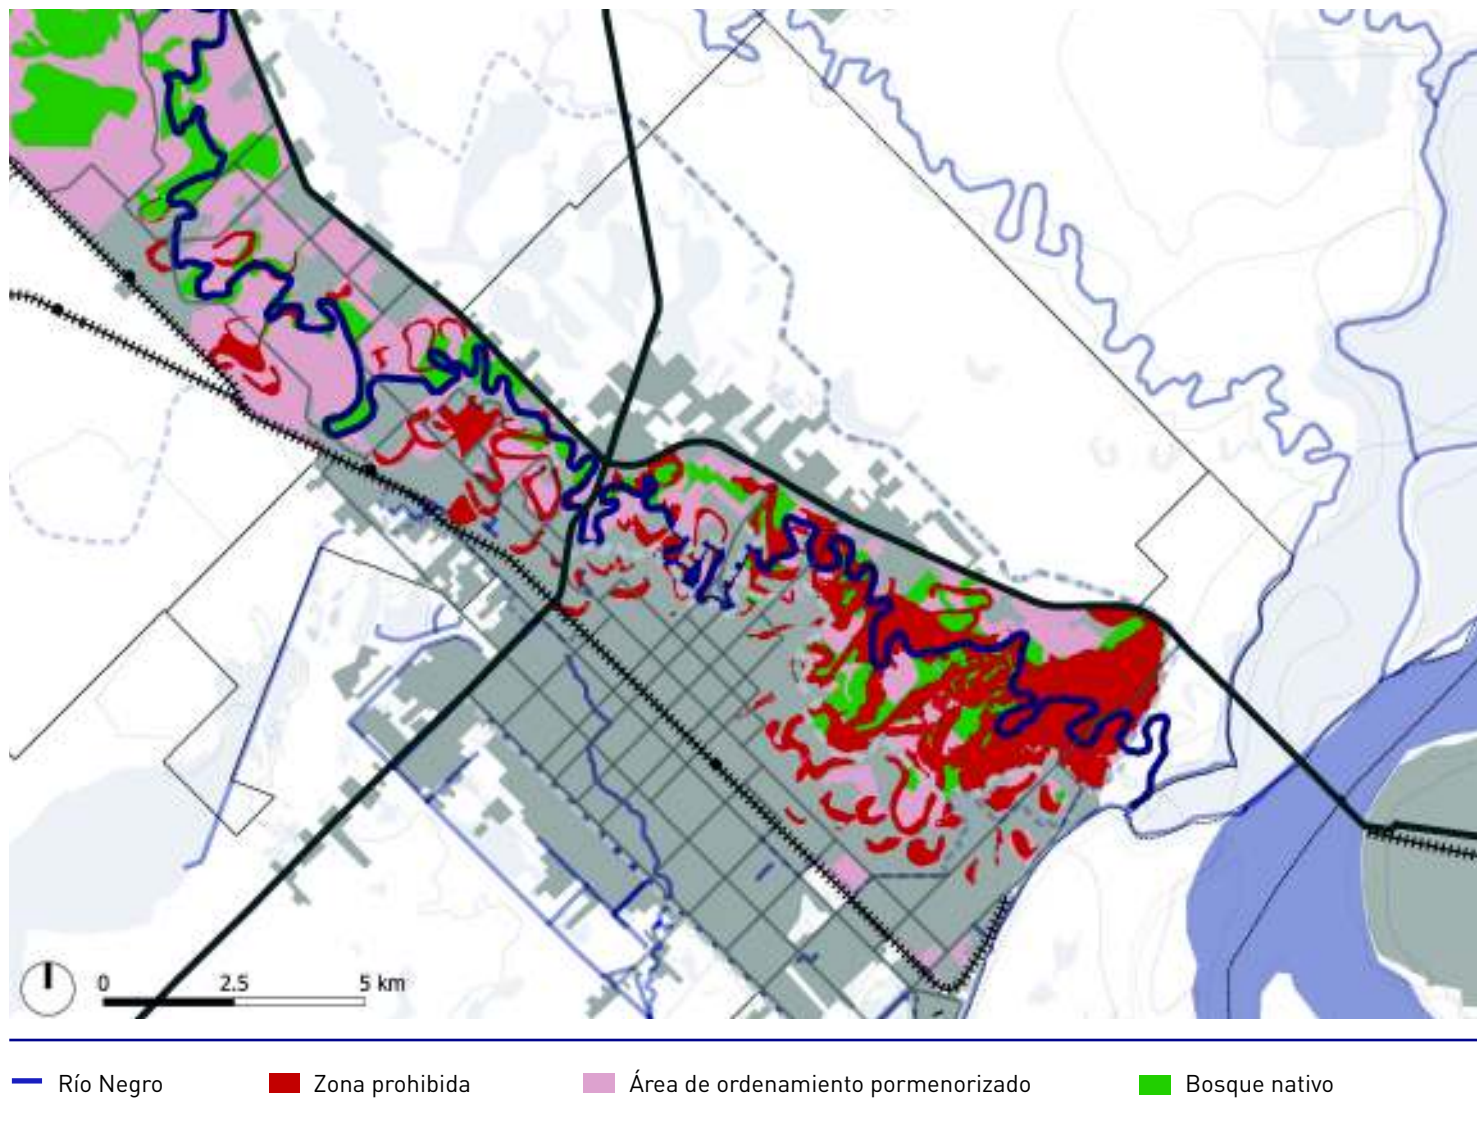 0 2.5 5 km
Río Negro
Zona prohibida
Área de ordenamiento pormenorizado
Bosque nativo